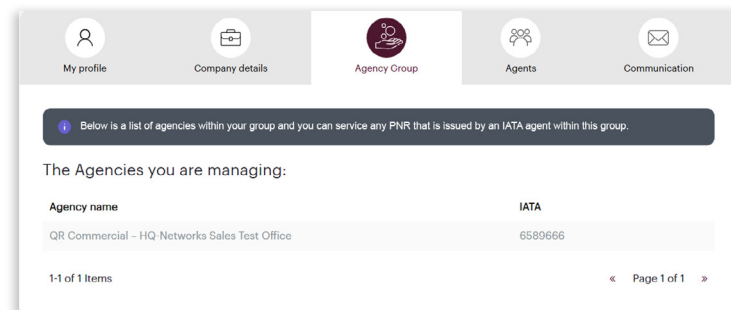 My profile
Company details
Agency Group
Agents
Communication
Below is a list of agencies within your group and you can service any PNR that is issued by an IATA agent within this group.
The Agencies you are managing:
Agency name IATA
QR Commercial – HQ-Networks Sales Test Office 6589666
1-1 of 1 Items « Page 1 of 1 »